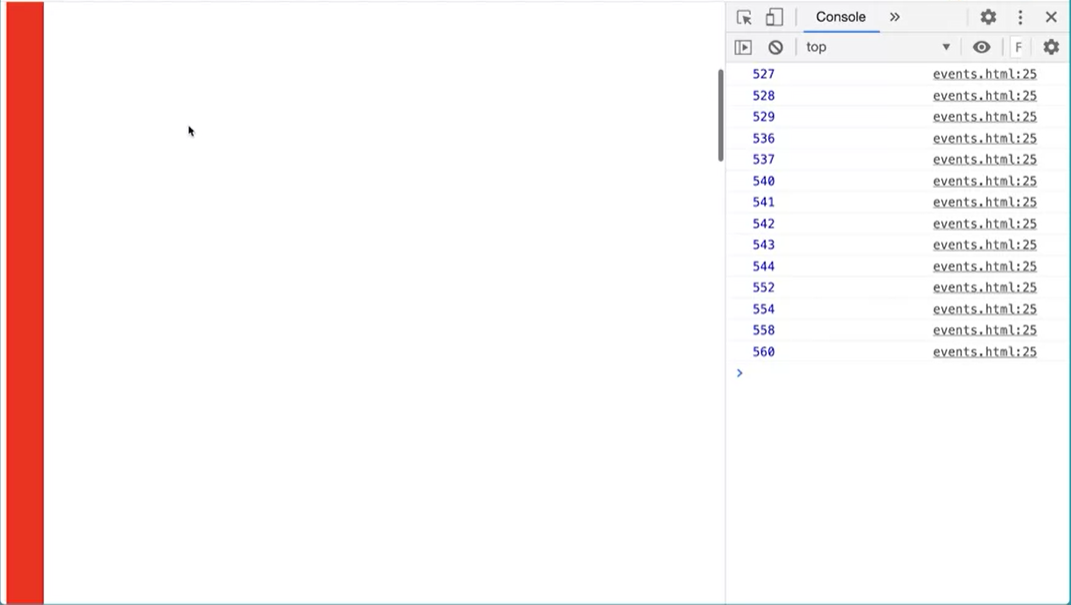 Console »
top
F
527 events.html:25
528 events.html:25
529 events.html:25
536 events.html:25
537 events.html:25
540 events.html:25
541 events.html:25
542 events.html:25
543 events.html:25
544 events.html:25
552 events.html:25
554 events.html:25
558 events.html:25
560 events.html:25
>